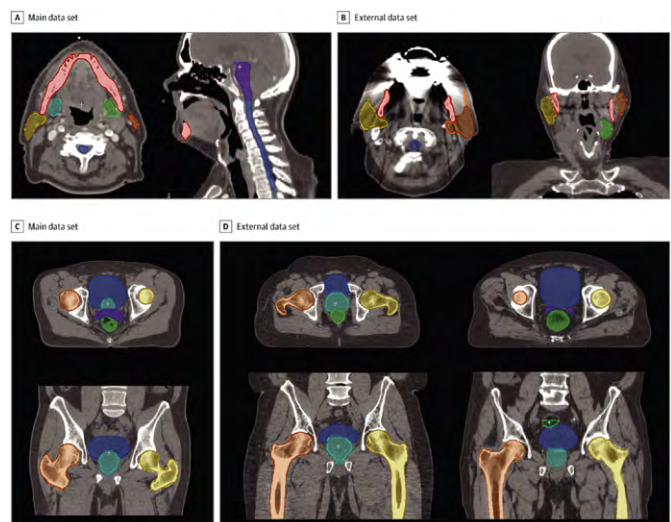 A Main data set
B External data set
C Main data set
D External data set